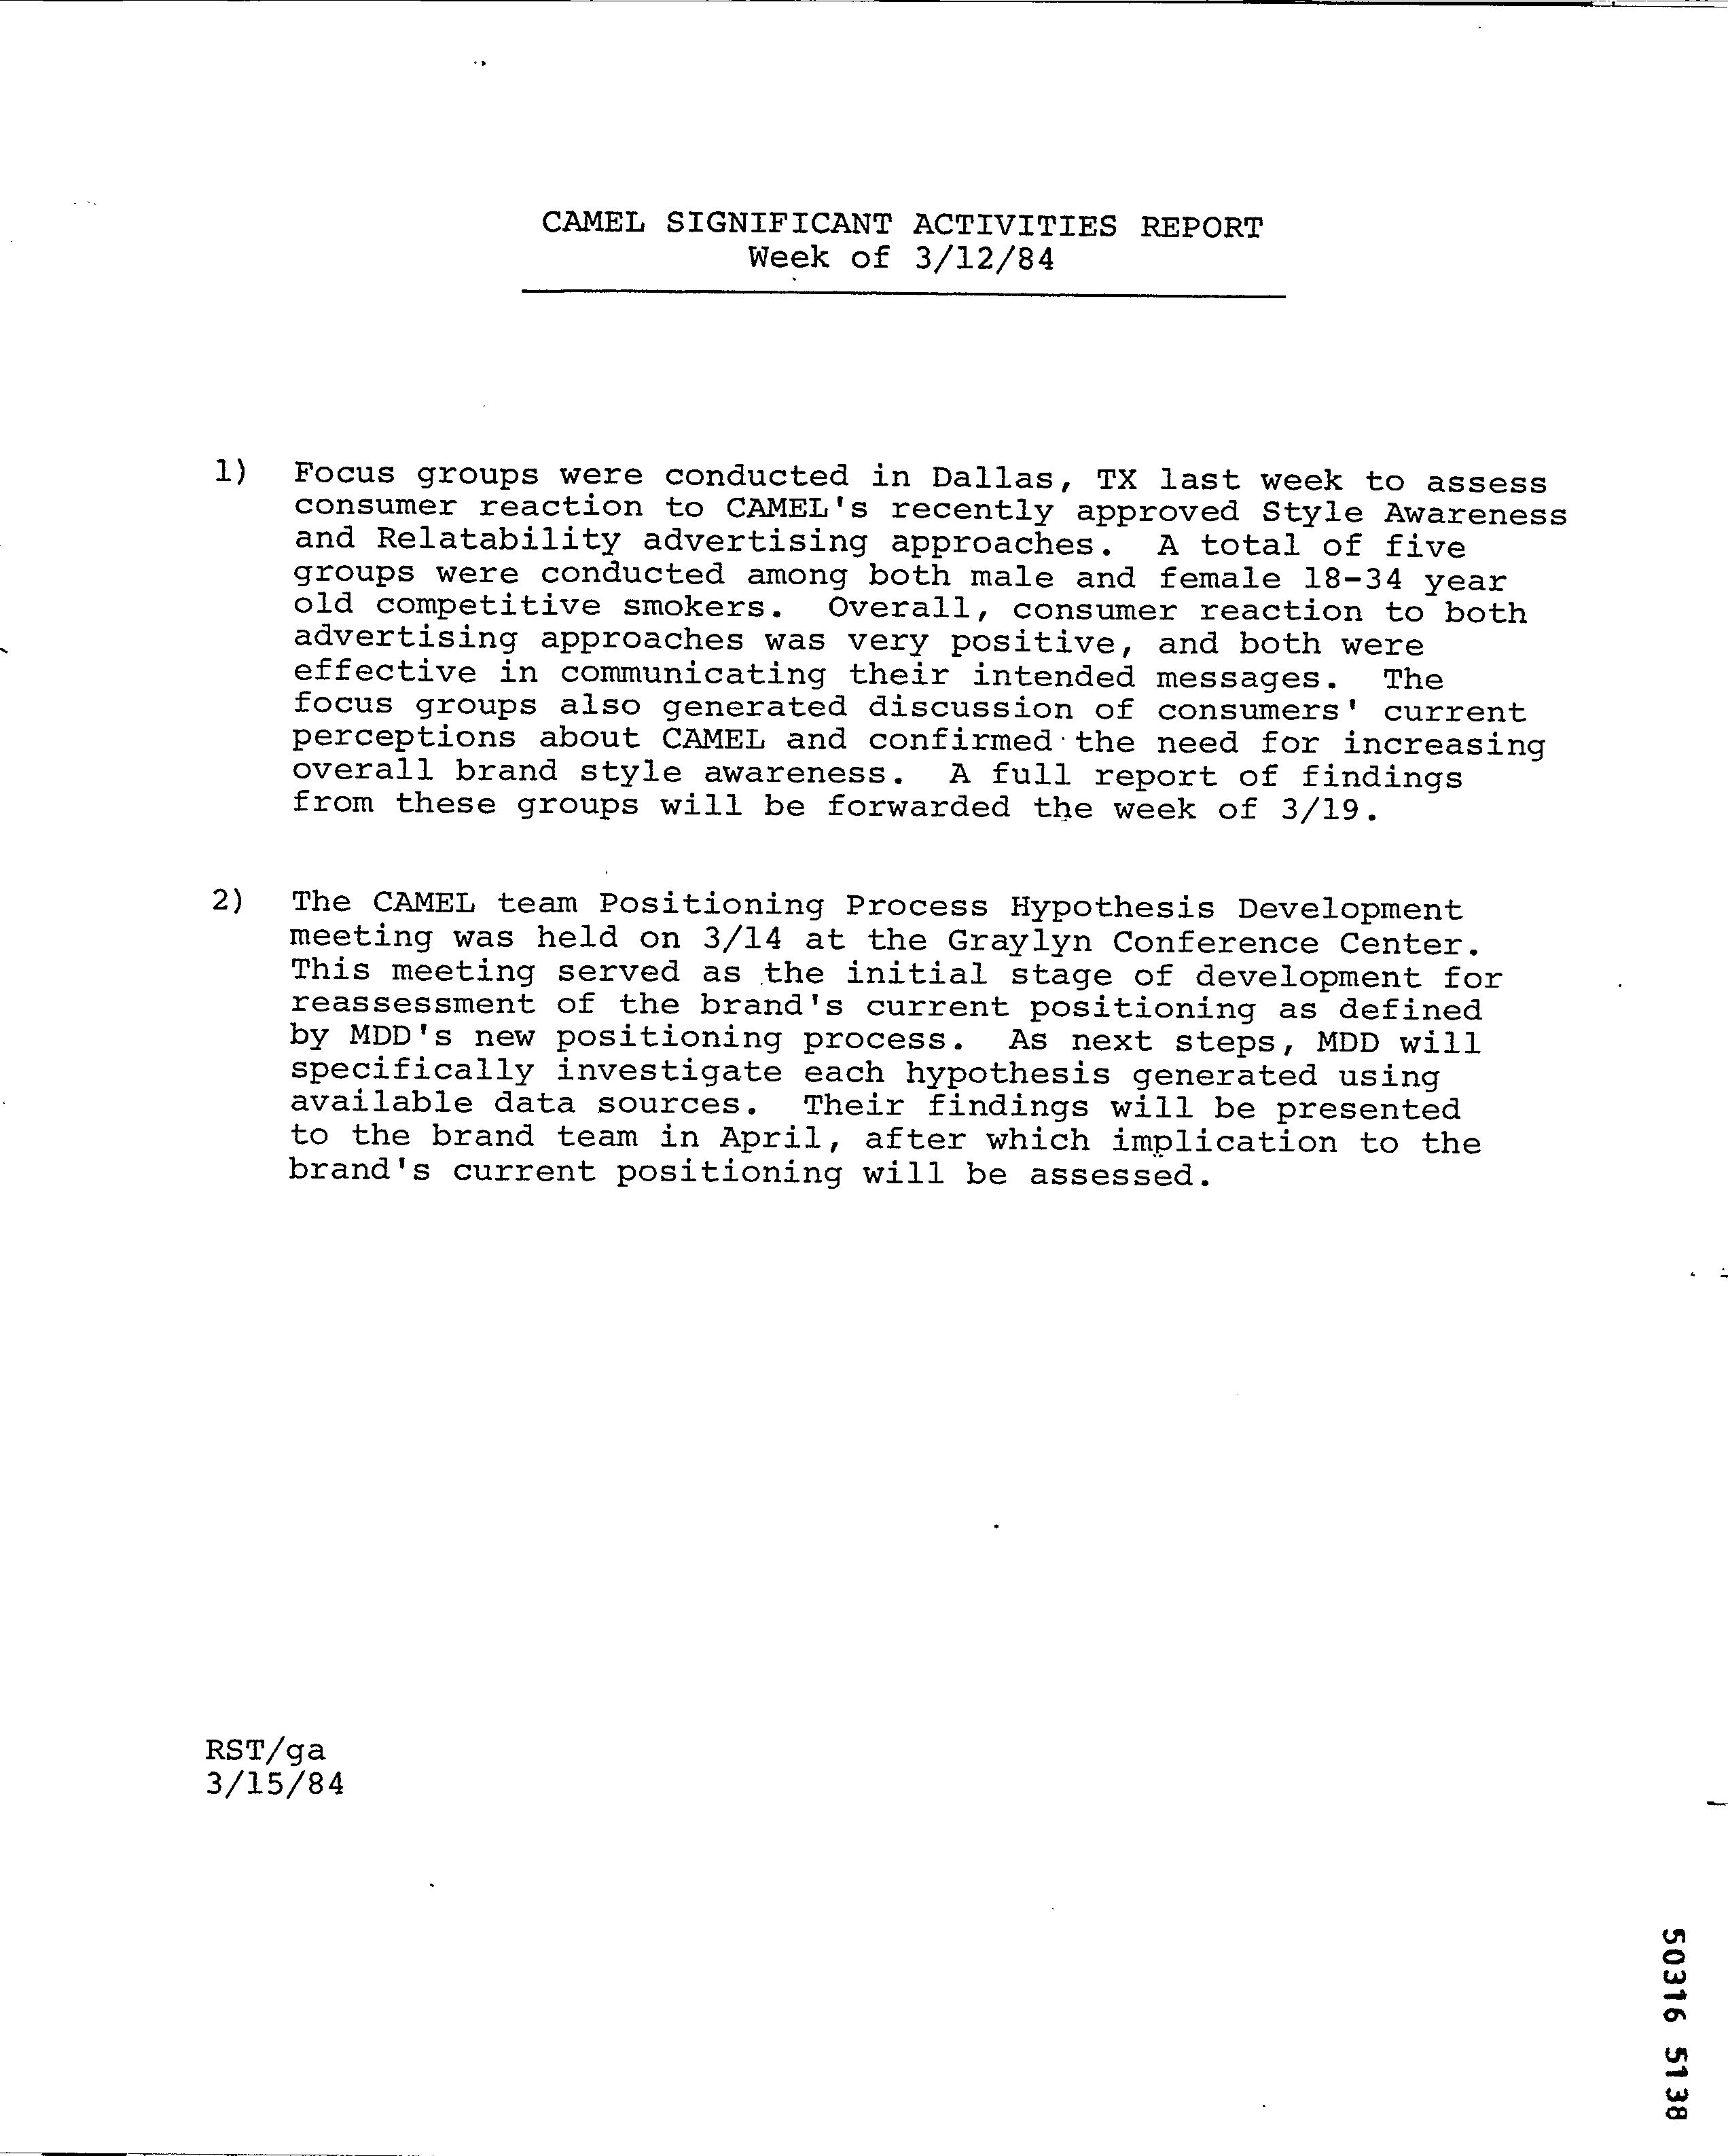 CAMEL SIGNIFICANT ACTIVITIES REPORT
Week of 3/12/84
1) Focus groups were conducted in Dallas, TX last week to assess
consumer reaction to CAMEL's recently approved Style Awareness
and Relatability advertising approaches. A total of five
groups were conducted among both male and female 18-34 year
old competitive smokers. Overall, consumer reaction to both
advertising approaches was very positive, and both were
effective in communicating their intended messages. The
focus groups also generated discussion of consumers' current
perceptions about CAMEL and confirmed the need for increasing
overall brand style awareness. A full report of findings
from these groups will be forwarded the week of 3/19.
2) The CAMEL team Positioning Process Hypothesis Development
meeting was held on 3/14 at the Graylyn Conference Center.
This meeting served as the initial stage of development for
reassessment of the brand's current positioning as defined
by MDD's new positioning process. As next steps, MDD will
specifically investigate each hypothesis generated using
available data sources. Their findings will be presented
to the brand team in April, after which implication to the
brand's current positioning will be assessed.
RST/ga
3/15/84
50316 5138